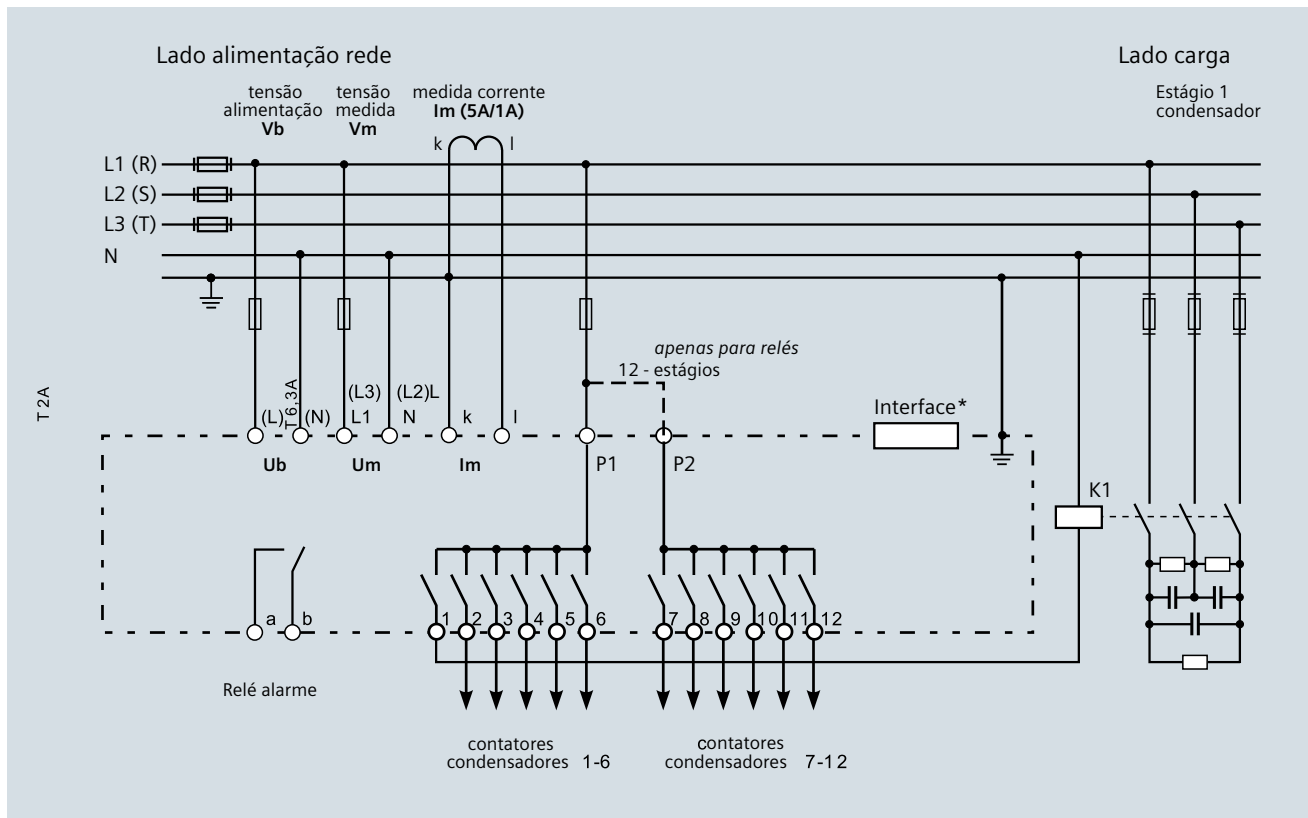 Lado alimentação rede
Lado carga
tensão
alimentação
Vb
tensão
medida
Vm
medida corrente
Im (5A/1A)
Estágio 1
condensador
k
l
L1 (R)
L2 (S)
L3 (T)
N
apenas para relés
12 - estágios
T 2A
T 6,3A
(L)
(N)
(L3)
L1
(L2)L
N
k
l
Interface*
Ub
Um
Im
P1
P2
K1
a
b
1
2
3
4
5
6
7
8
9
10
11
12
Relé alarme
contatores
condensadores 1-6
contatores
condensadores 7-12